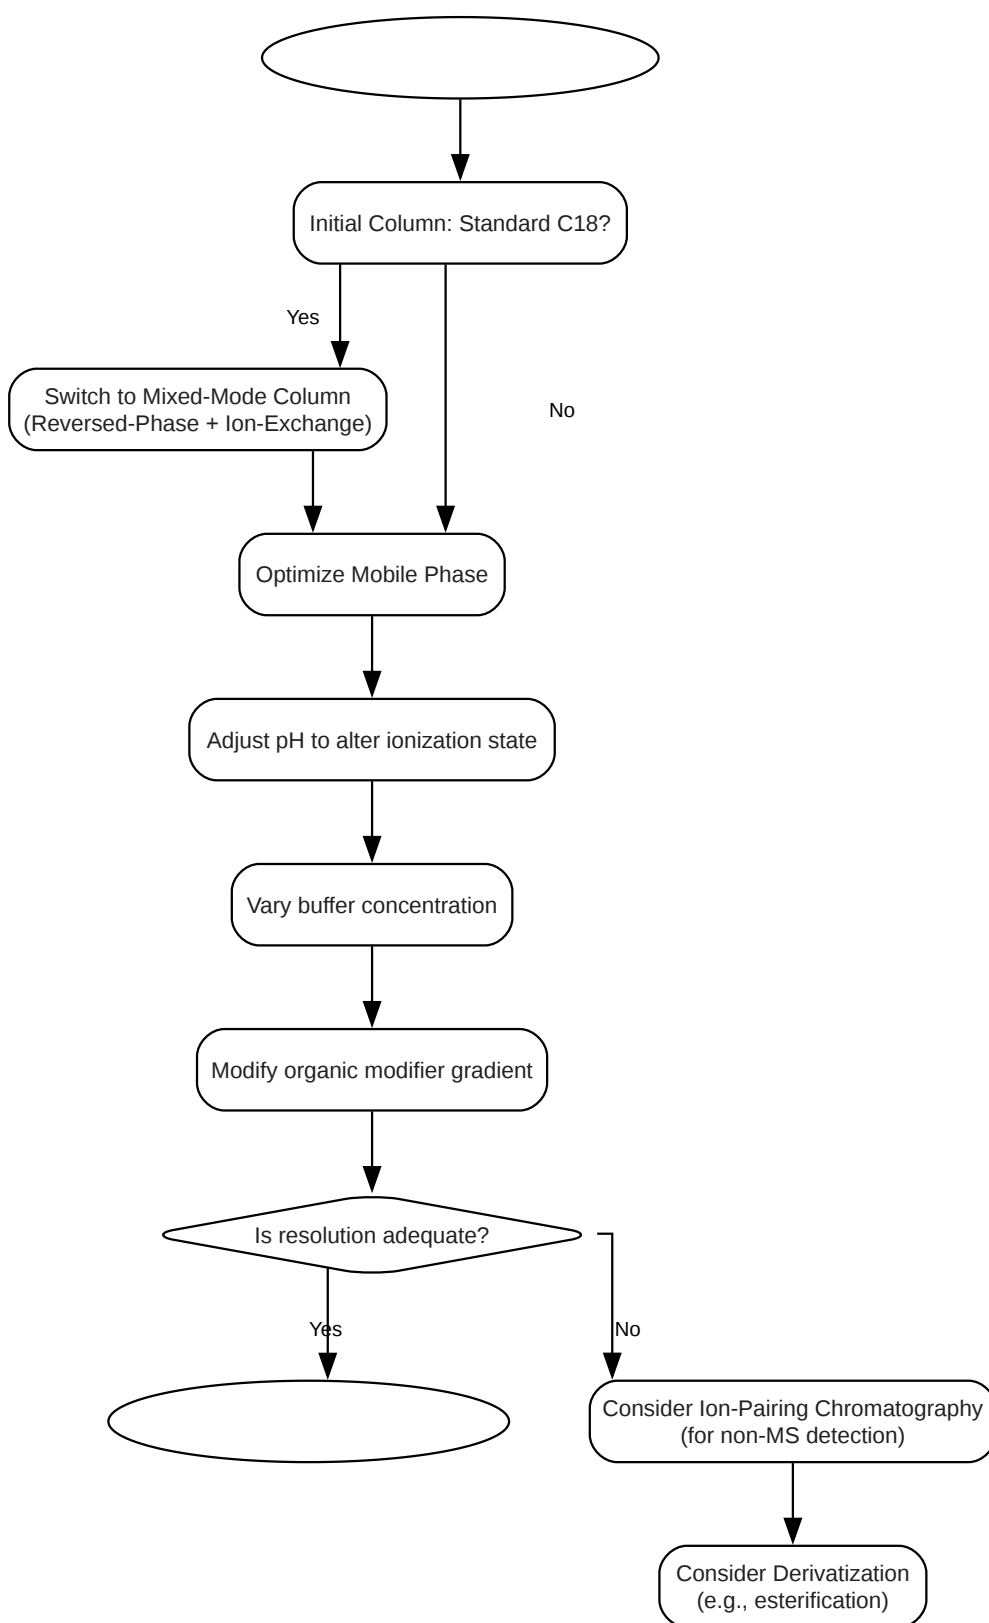 Initial Column: Standard C18?
Yes
Switch to Mixed-Mode Column
(Reversed-Phase + Ion-Exchange)
No
Optimize Mobile Phase
Adjust pH to alter ionization state
Vary buffer concentration
Modify organic modifier gradient
Is resolution adequate?
Yes
No
Consider Ion-Pairing Chromatography
(for non-MS detection)
Consider Derivatization
(e.g., esterification)